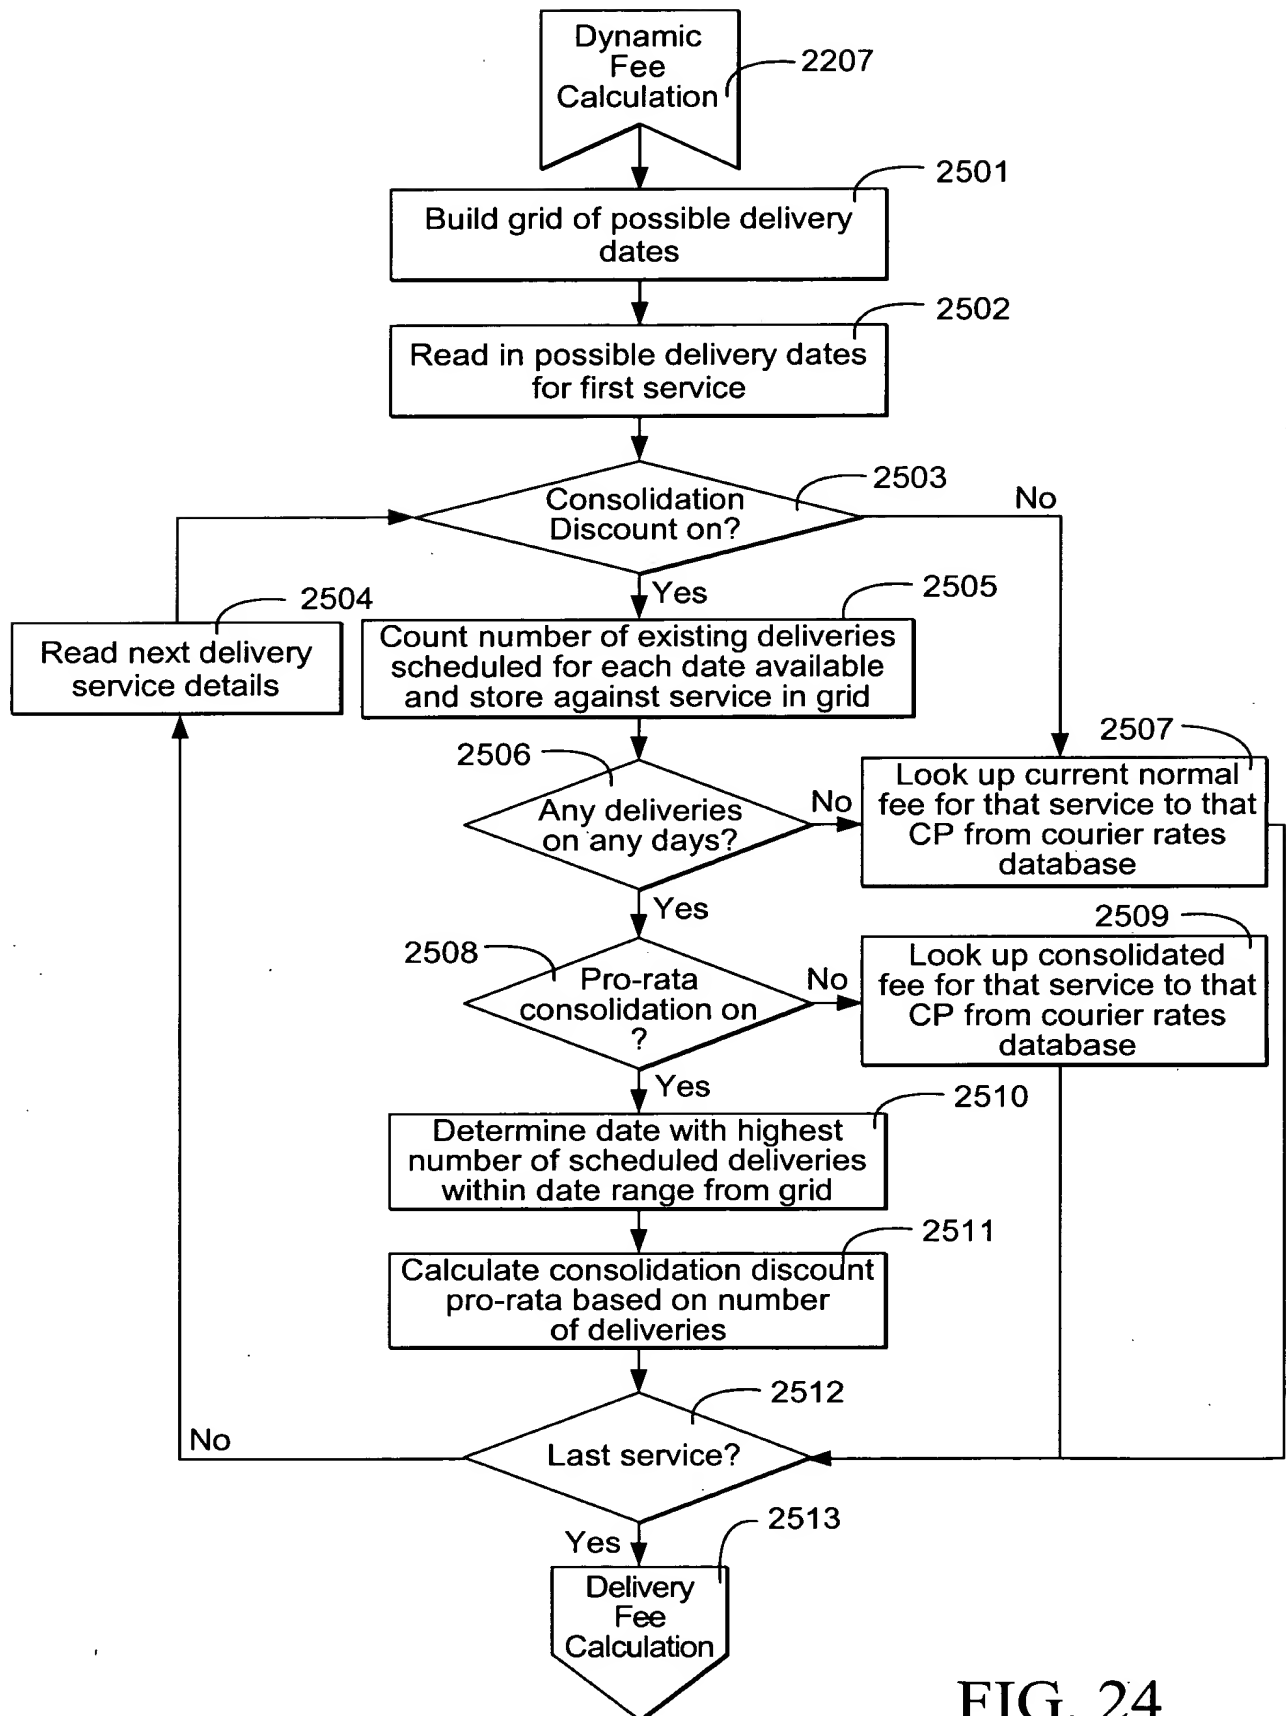 Dynamic
Fee
Calculation
2207
2501
Build grid of possible delivery
dates
2502
Read in possible delivery dates
for first service
2503
Consolidation
Discount on?
No
Yes
2504
Read next delivery
service details
2505
Count number of existing deliveries
scheduled for each date available
and store against service in grid
2506
Any deliveries
on any days?
No
2507
Look up current normal
fee for that service to that
CP from courier rates
database
Yes
2508
Pro-rata
consolidation on
?
No
2509
Look up consolidated
fee for that service to that
CP from courier rates
database
Yes
2510
Determine date with highest
number of scheduled deliveries
within date range from grid
2511
Calculate consolidation discount
pro-rata based on number
of deliveries
2512
Last service?
No
Yes
2513
Delivery
Fee
Calculation
FIG. 24